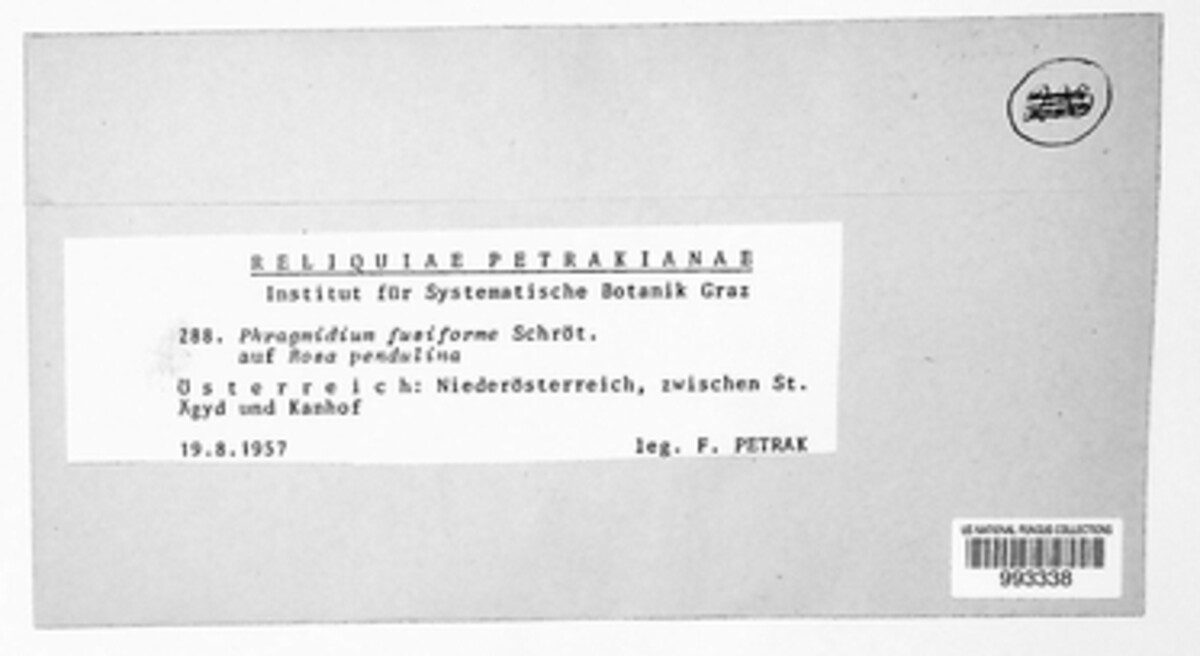 RELIQUIAE PETRAKIANAE
Institut für Systematische Botanik Graz
288. Phragmidium fusiforme Schröt.
auf Rosa pendulina
Österreich: Niederösterreich, zwischen St.
Ägyd und Kanhof
19.8.1957 leg. F. PETRAK
US NATIONAL FUNGUS COLLECTIONS
993338